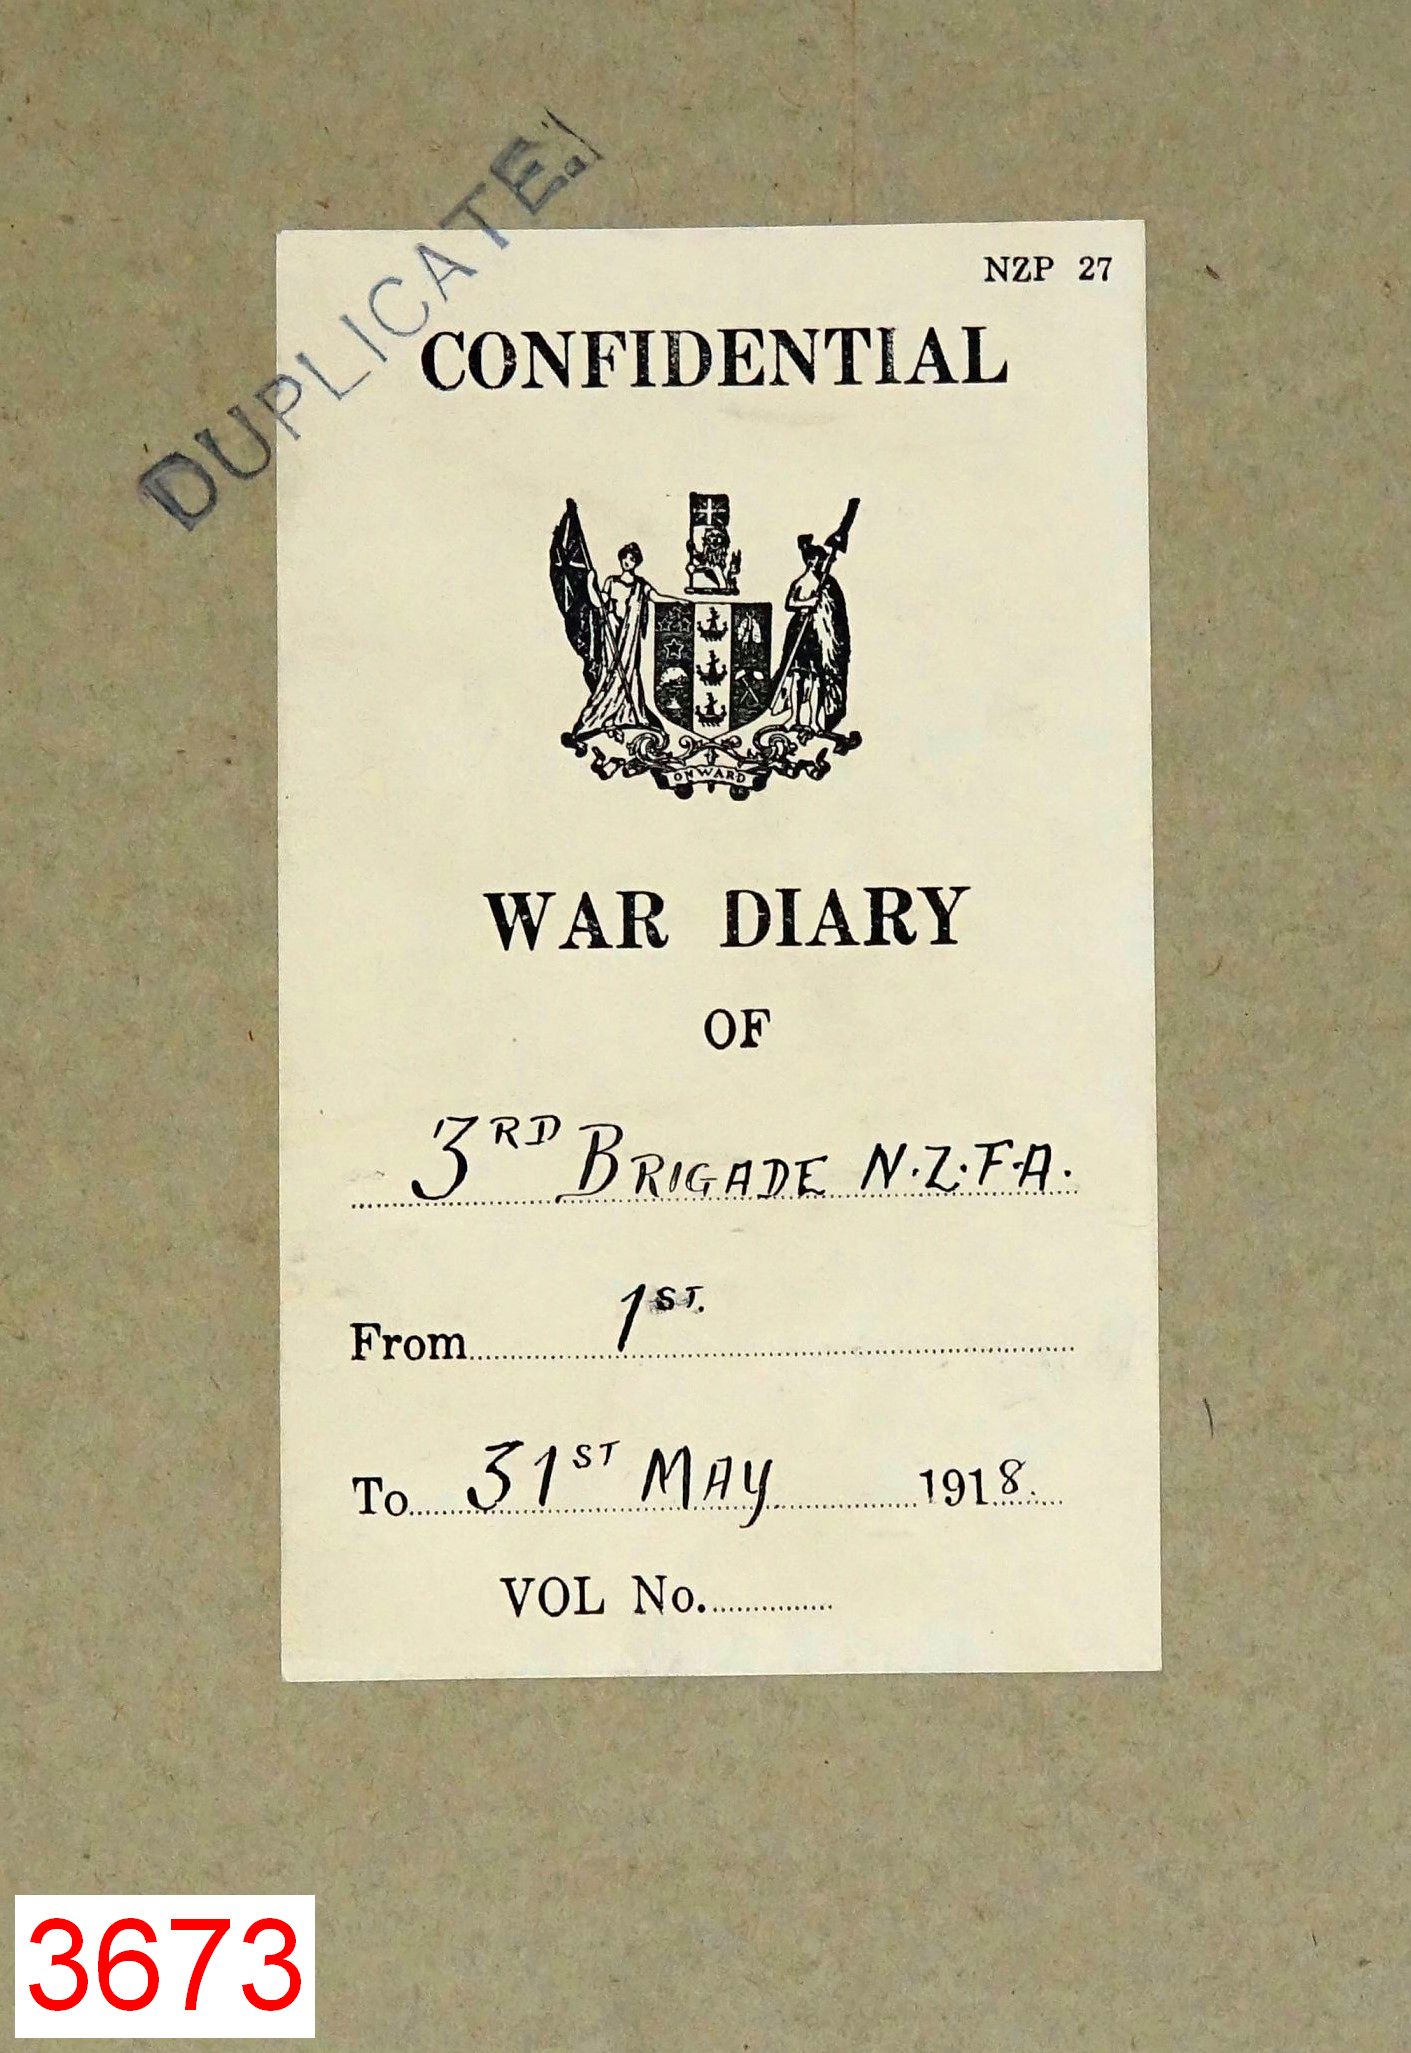 DUPLICATE.
NZP 27
CONFIDENTIAL
ONWARD
WAR DIARY
OF
3RD BRIGADE N.Z.F.A.
From 1ST.
To 31ST MAY 1918.
VOL No.
3673